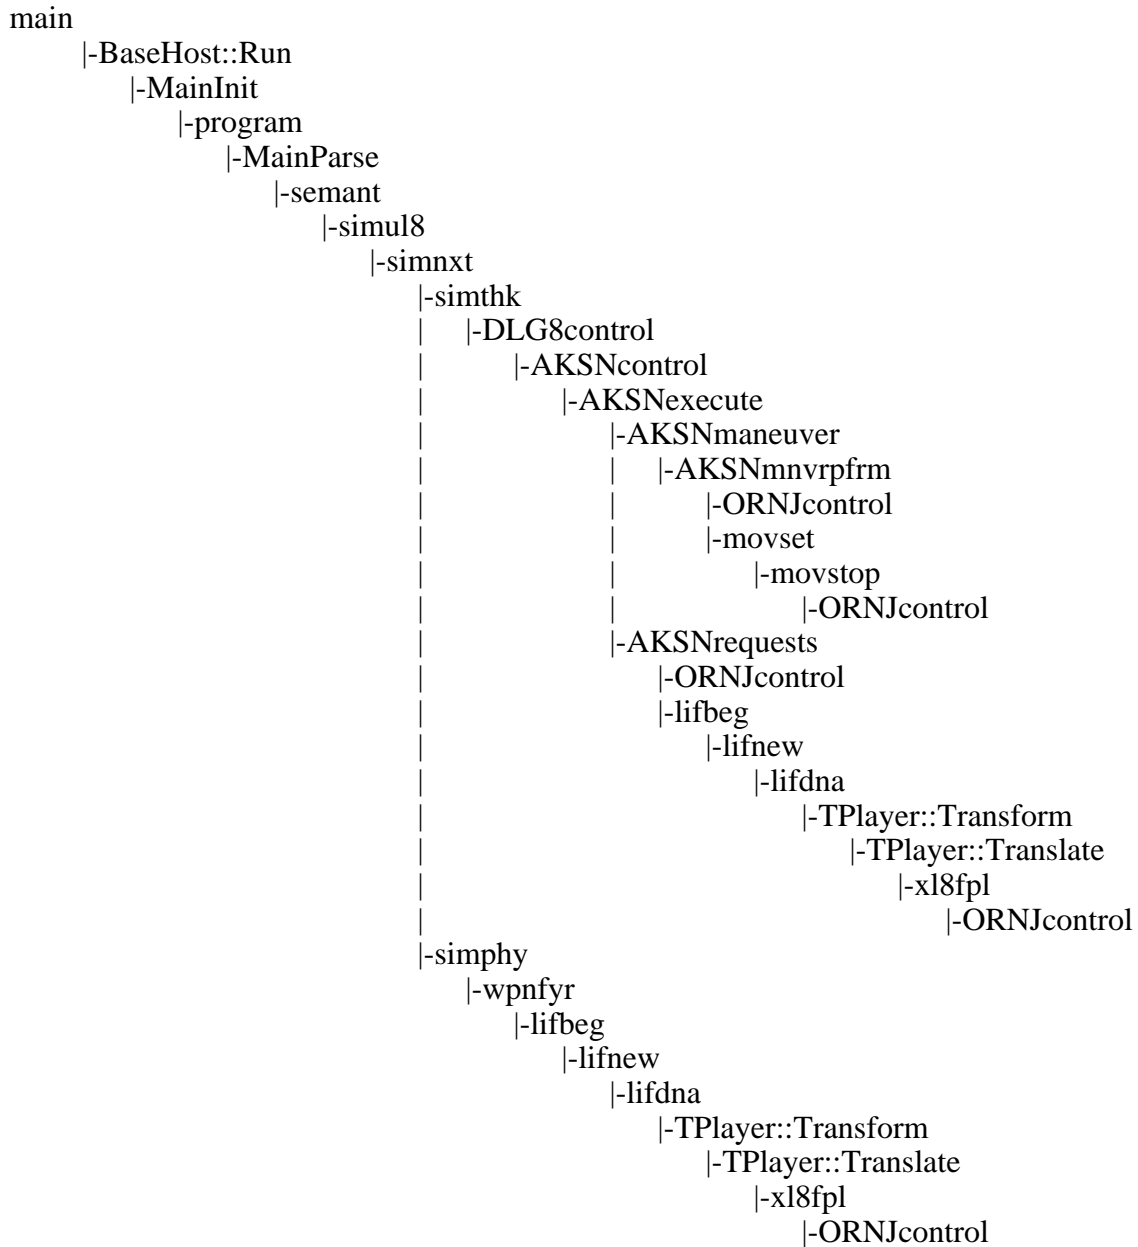 main
|-BaseHost::Run
|-MainInit
|-program
|-MainParse
|-semant
|-simul8
|-simnxt
|-simthk
| |-DLG8control
| |-AKSNcontrol
| |-AKSNexecute
| |-AKSNmaneuver
| | |-AKSNmnvrpfrm
| | |-ORNJcontrol
| | |-movset
| | |-movstop
| | |-ORNJcontrol
| |-AKSNrequests
| |-ORNJcontrol
| |-lifbeg
| |-lifnew
| |-lifdna
| |-TPlayer::Transform
| |-TPlayer::Translate
| |-xl8fpl
| |-ORNJcontrol
|-simphy
|-wpnfyr
|-lifbeg
|-lifnew
|-lifdna
|-TPlayer::Transform
|-TPlayer::Translate
|-xl8fpl
|-ORNJcontrol